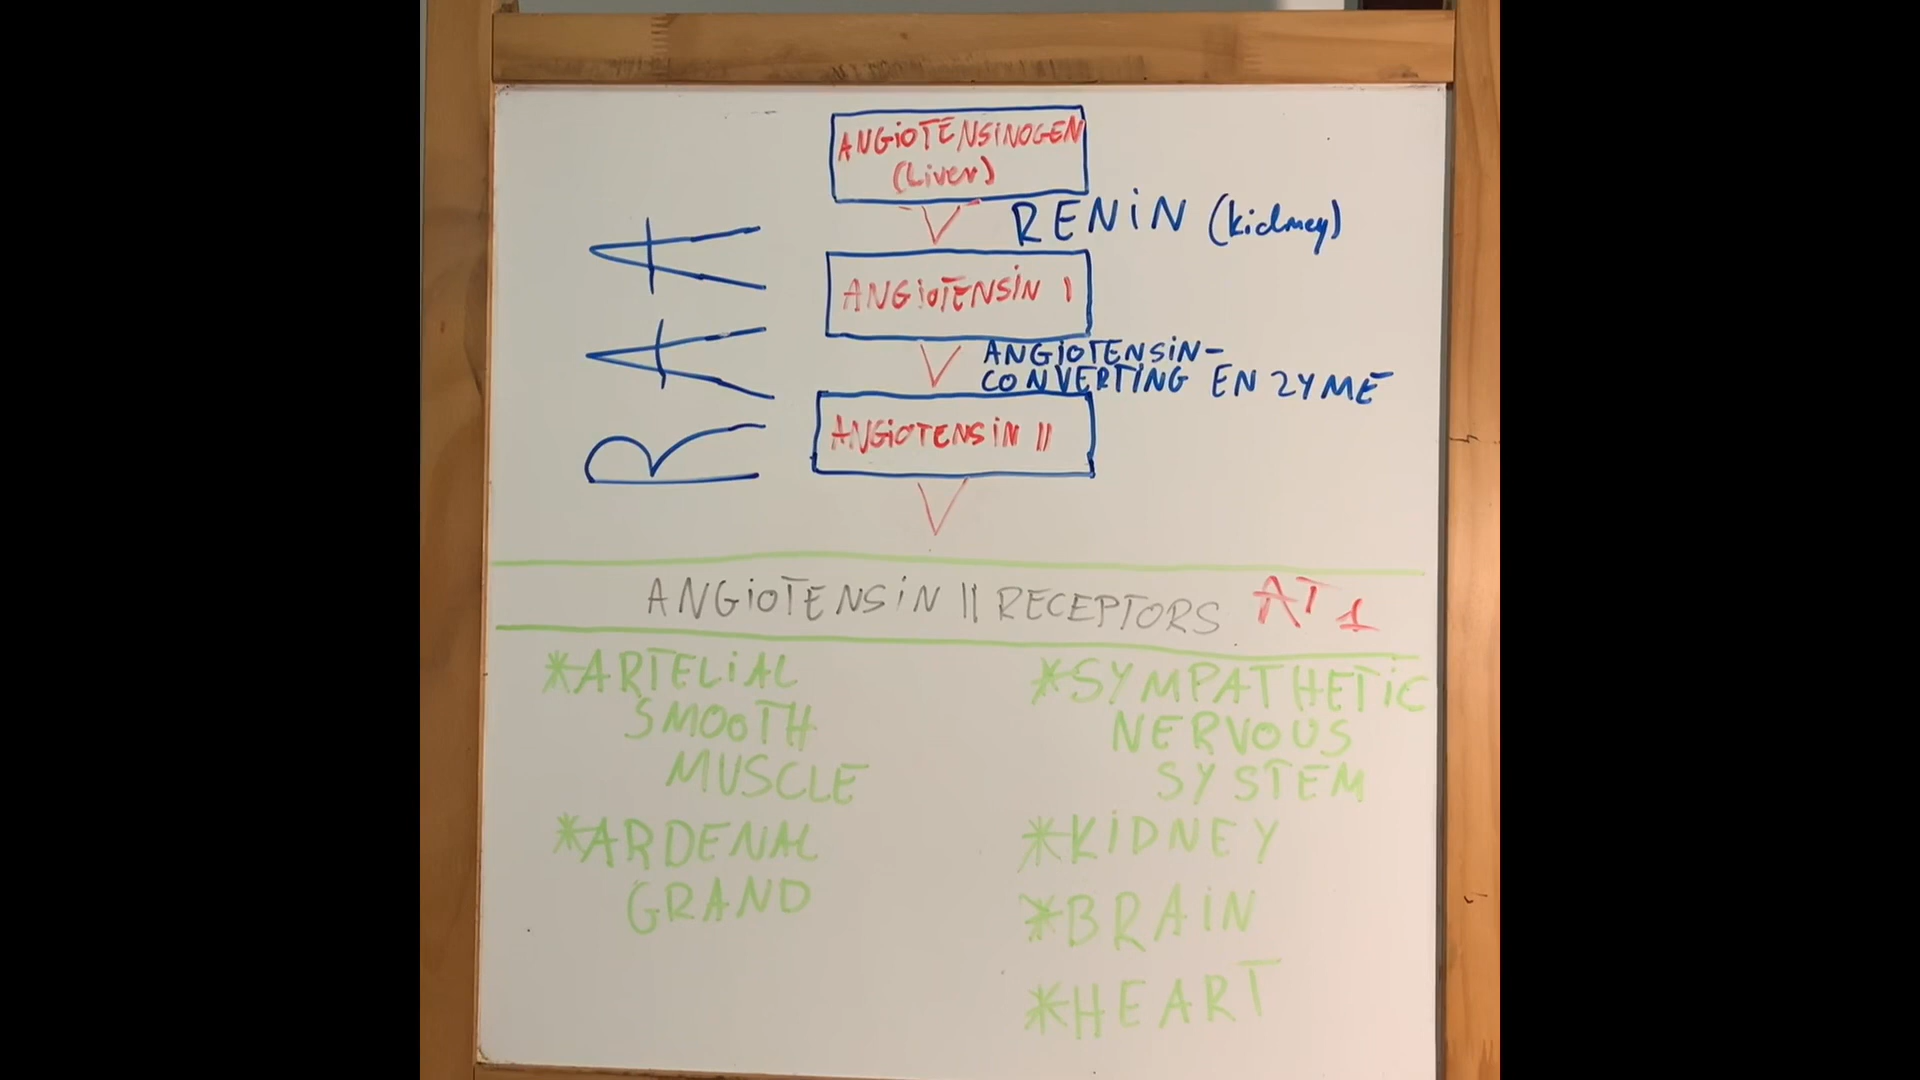 ANGIOTENSINOGEN
(Liver)
RENIN (kidney)
ANGIOTENSIN I
ANGIOTENSIN-
CONVERTING ENZYME
ANGIOTENSIN II
RAA
ANGIOTENSIN II RECEPTORS AT1
*ARTELIAL
SMOOTH
MUSCLE
*ARDENAL
GRAND
*SYMPATHETIC
NERVOUS
SYSTEM
*KIDNEY
*BRAIN
*HEART